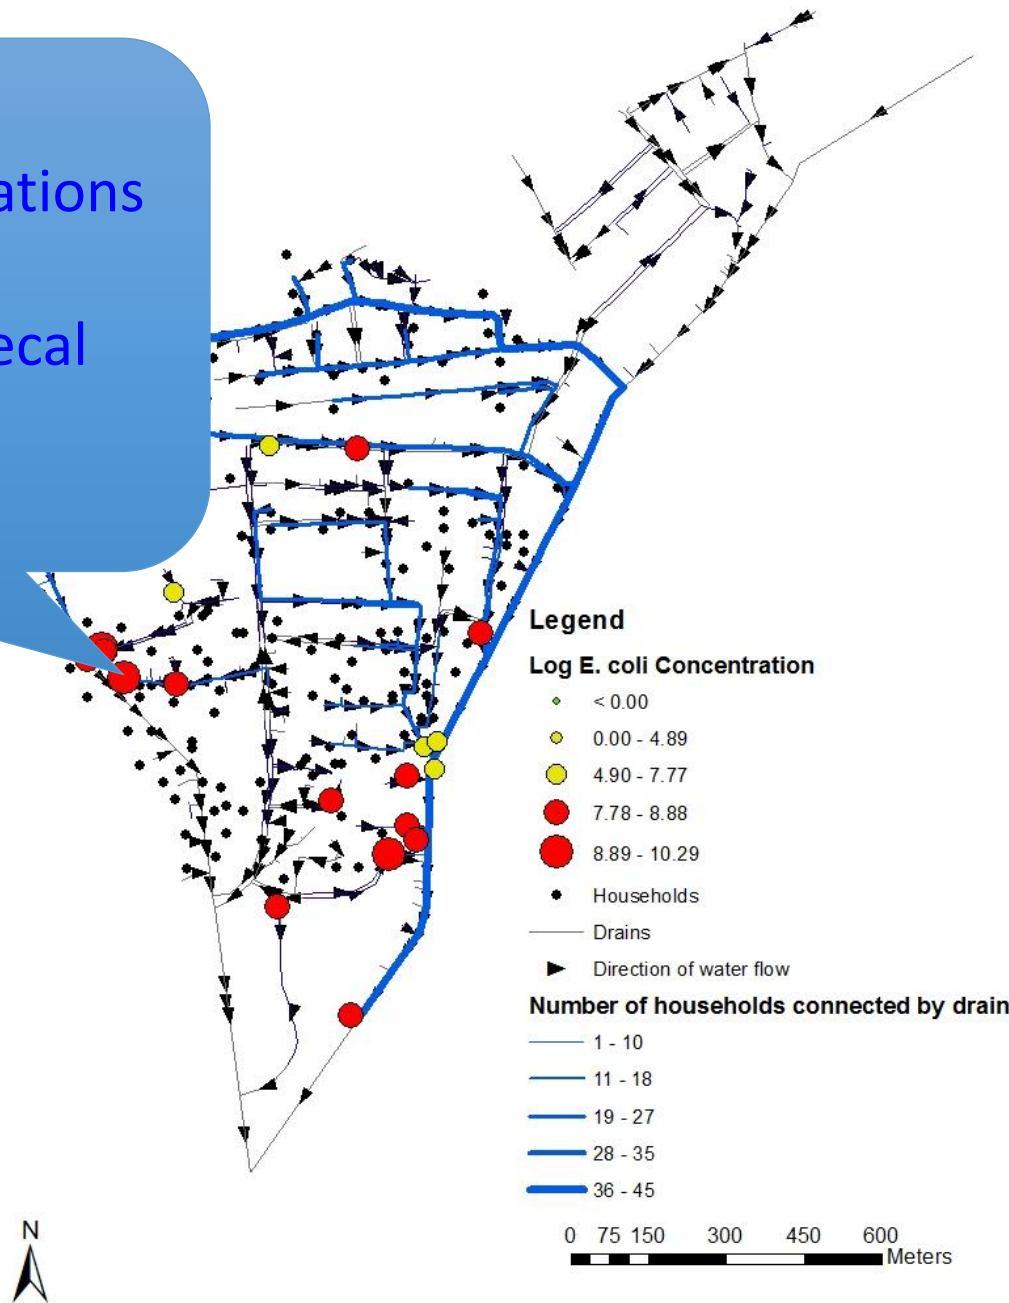 ations
ecal
Legend
Log E. coli Concentration
< 0.00
0.00 - 4.89
4.90 - 7.77
7.78 - 8.88
8.89 - 10.29
Households
Drains
Direction of water flow
Number of households connected by drain
1 - 10
11 - 18
19 - 27
28 - 35
36 - 45
N
0 75 150 300 450 600
Meters